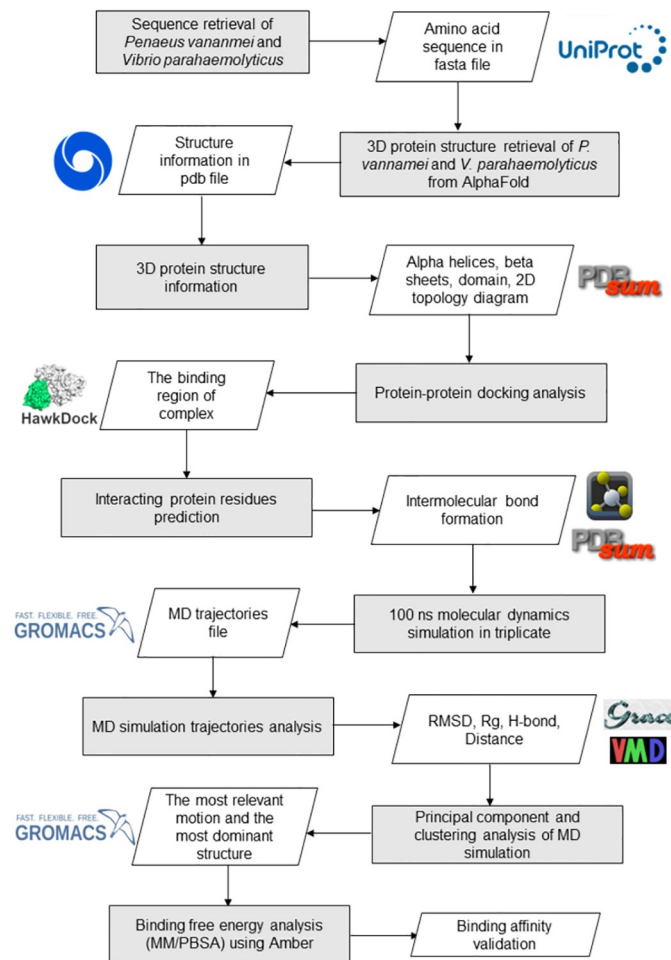 Sequence retrieval of
Penaeus vananmei and
Vibrio parahaemolyticus
Amino acid
sequence in
fasta file
UniProt
Structure
information in
pdb file
3D protein structure retrieval of P.
vannamei and V. parahaemolyticus
from AlphaFold
3D protein structure
information
Alpha helices, beta
sheets, domain, 2D
topology diagram
PDB
sum
HawkDock
The binding
region of
complex
Protein-protein docking analysis
Interacting protein residues
prediction
Intermolecular bond
formation
PDB
sum
FAST. FLEXIBLE. FREE.
GROMACS
MD trajectories
file
100 ns molecular dynamics
simulation in triplicate
MD simulation trajectories analysis
RMSD, Rg, H-bond,
Distance
Grace
VMD
FAST. FLEXIBLE. FREE.
GROMACS
The most relevant
motion and the
most dominant
structure
Principal component and
clustering analysis of MD
simulation
Binding free energy analysis
(MM/PBSA) using Amber
Binding affinity
validation